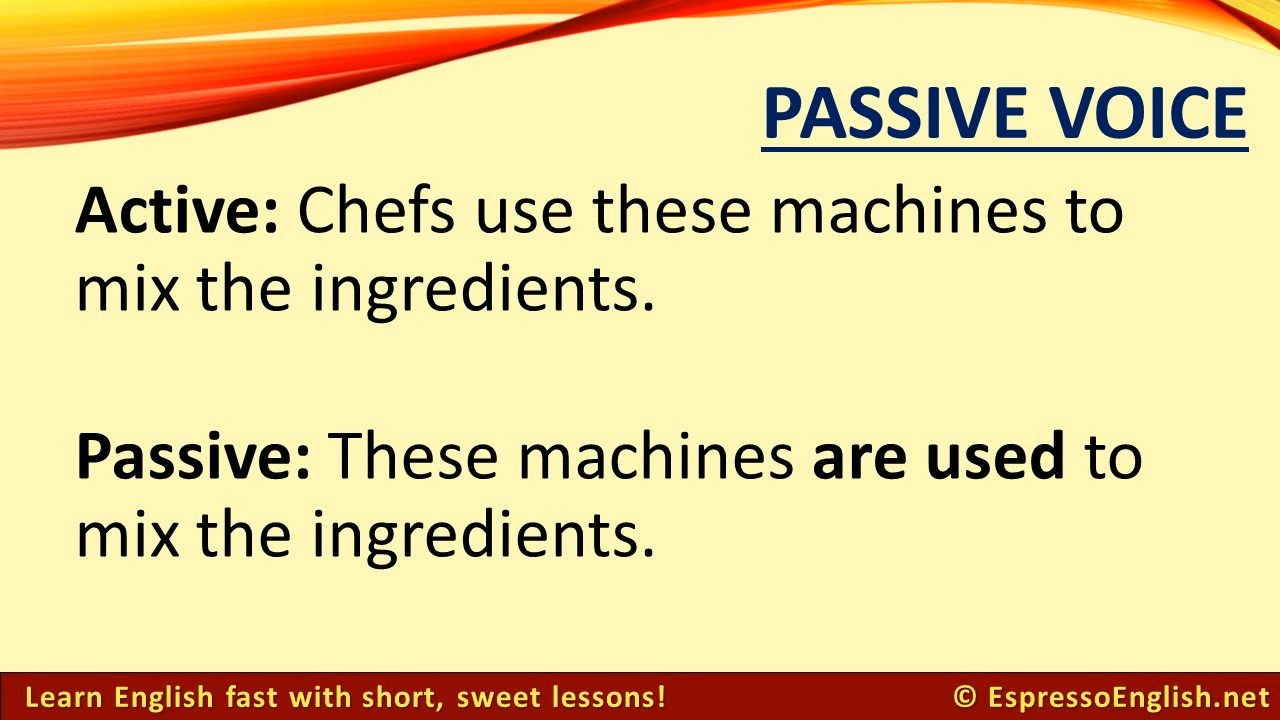 PASSIVE VOICE
Active: Chefs use these machines to
mix the ingredients.
Passive: These machines are used to
mix the ingredients.
Learn English fast with short, sweet lessons!
© EspressoEnglish.net